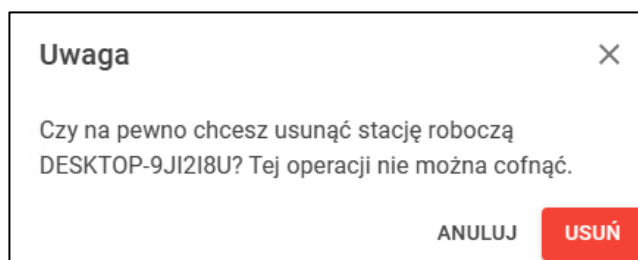 Uwaga
Czy na pewno chcesz usunąć stację roboczą
DESKTOP-9JI2I8U? Tej operacji nie można cofnąć.
ANULUJ USUŃ